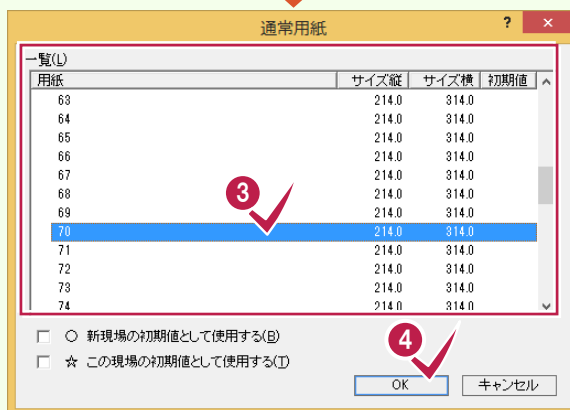 通常用紙
? ×
一覧(L)
用紙 サイズ縦 サイズ横 初期値
63 214.0 314.0
64 214.0 314.0
65 214.0 314.0
66 214.0 314.0
67 214.0 314.0
68 214.0 314.0
3
69 214.0 314.0
70 214.0 314.0
71 214.0 314.0
72 214.0 314.0
73 214.0 314.0
74 214.0 314.0
○ 新現場の初期値として使用する(B)
4
☆ この現場の初期値として使用する(T)
OK キャンセル